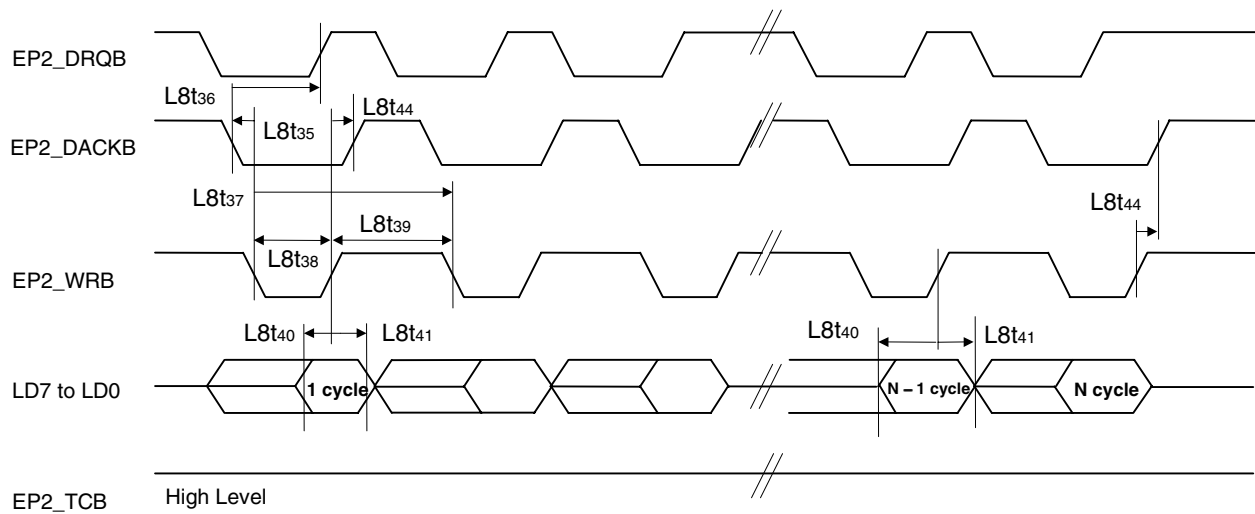 EP2_DRQB
L8t36
L8t44
L8t35
EP2_DACKB
L8t37
L8t44
L8t39
L8t38
EP2_WRB
L8t40
L8t41
L8t40
L8t41
LD7 to LD0
1 cycle
N – 1 cycle
N cycle
EP2_TCB
High Level